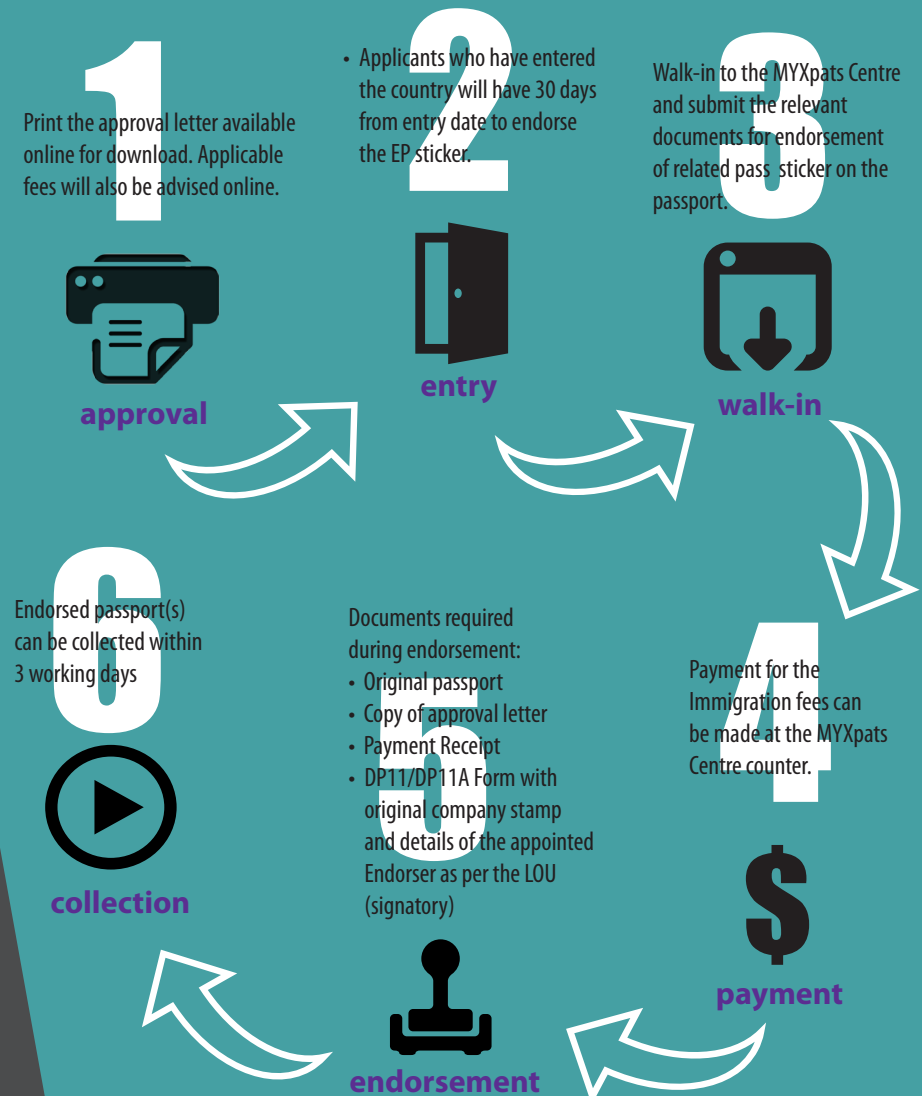 1
Print the approval letter available
online for download. Applicable
fees will also be advised online.
approval
2
• Applicants who have entered
the country will have 30 days
from entry date to endorse
the EP sticker.
entry
3
Walk-in to the MYXpats Centre
and submit the relevant
documents for endorsement
of related pass sticker on the
passport.
walk-in
4
Payment for the
Immigration fees can
be made at the MYXpats
Centre counter.
$
payment
5
Documents required
during endorsement:
• Original passport
• Copy of approval letter
• Payment Receipt
• DP11/DP11A Form with
original company stamp
and details of the appointed
Endorser as per the LOU
(signatory)
endorsement
6
Endorsed passport(s)
can be collected within
3 working days
collection